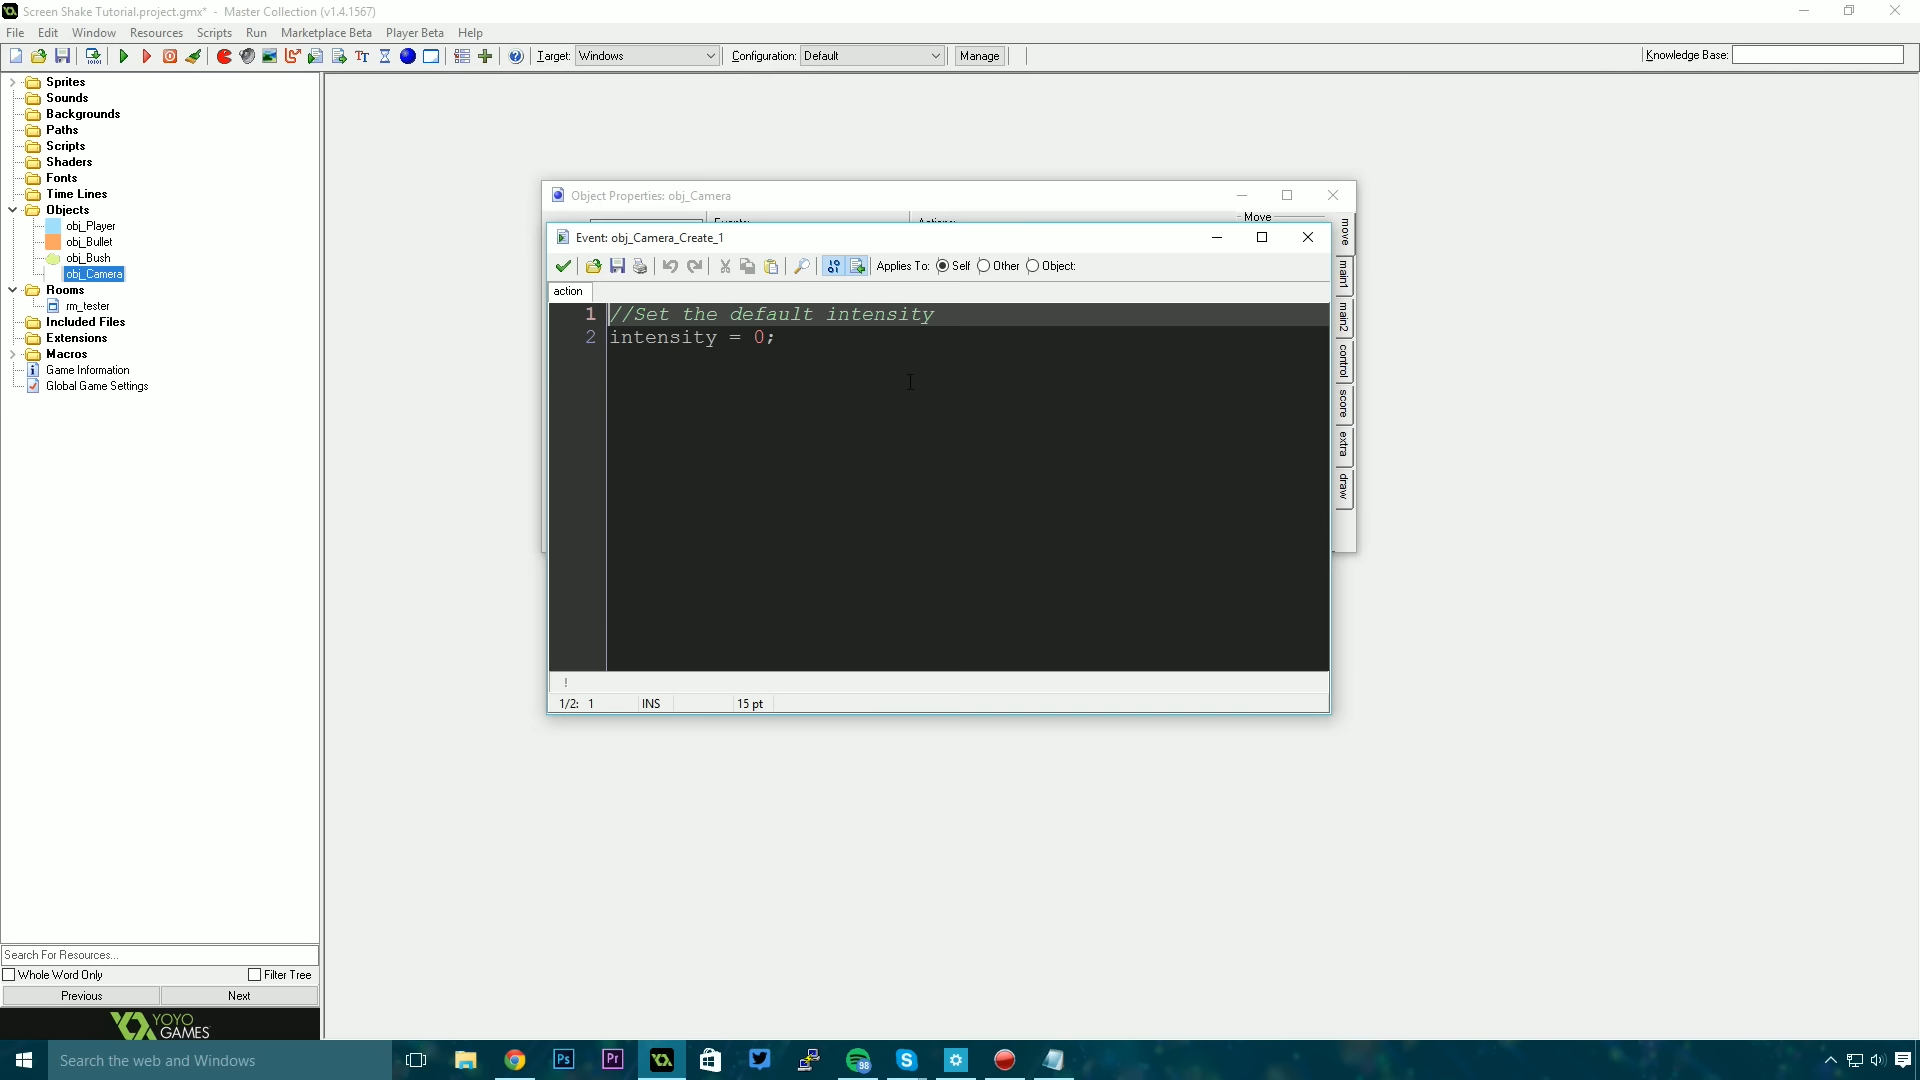 Screen Shake Tutorial.project.gmx* - Master Collection (v1.4.1567)
File Edit Window Resources Scripts Run Marketplace Beta Player Beta Help
Target: Windows Configuration: Default Manage Knowledge Base:
Sprites
Sounds
Backgrounds
Paths
Scripts
Shaders
Fonts
Time Lines
Objects
obj_Player
obj_Bullet
obj_Bush
obj_Camera
Rooms
rm_tester
Included Files
Extensions
Macros
Game Information
Global Game Settings
Search For Resources...
Whole Word Only Filter Tree
Previous Next
YOYO
GAMES
Object Properties: obj_Camera
Move
move
main1
main2
control
score
extra
draw
Event: obj_Camera_Create_1
Applies To: Self Other Object:
action
1 //Set the default intensity
2 intensity = 0;
!
1/2: 1 INS 15 pt
Search the web and Windows
Ps
Pr
98